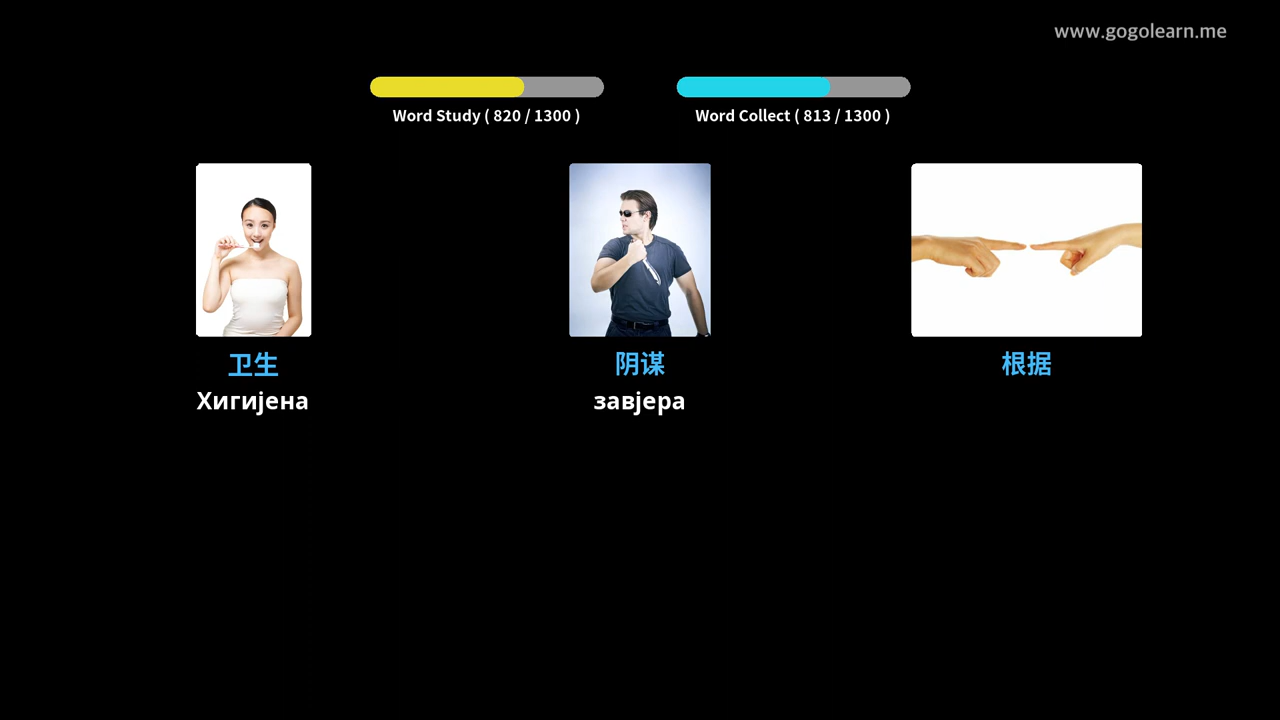 www.gogolearn.me
Word Study ( 820 / 1300 )
Word Collect ( 813 / 1300 )
卫生
阴谋
根据
Хигијена
завјера